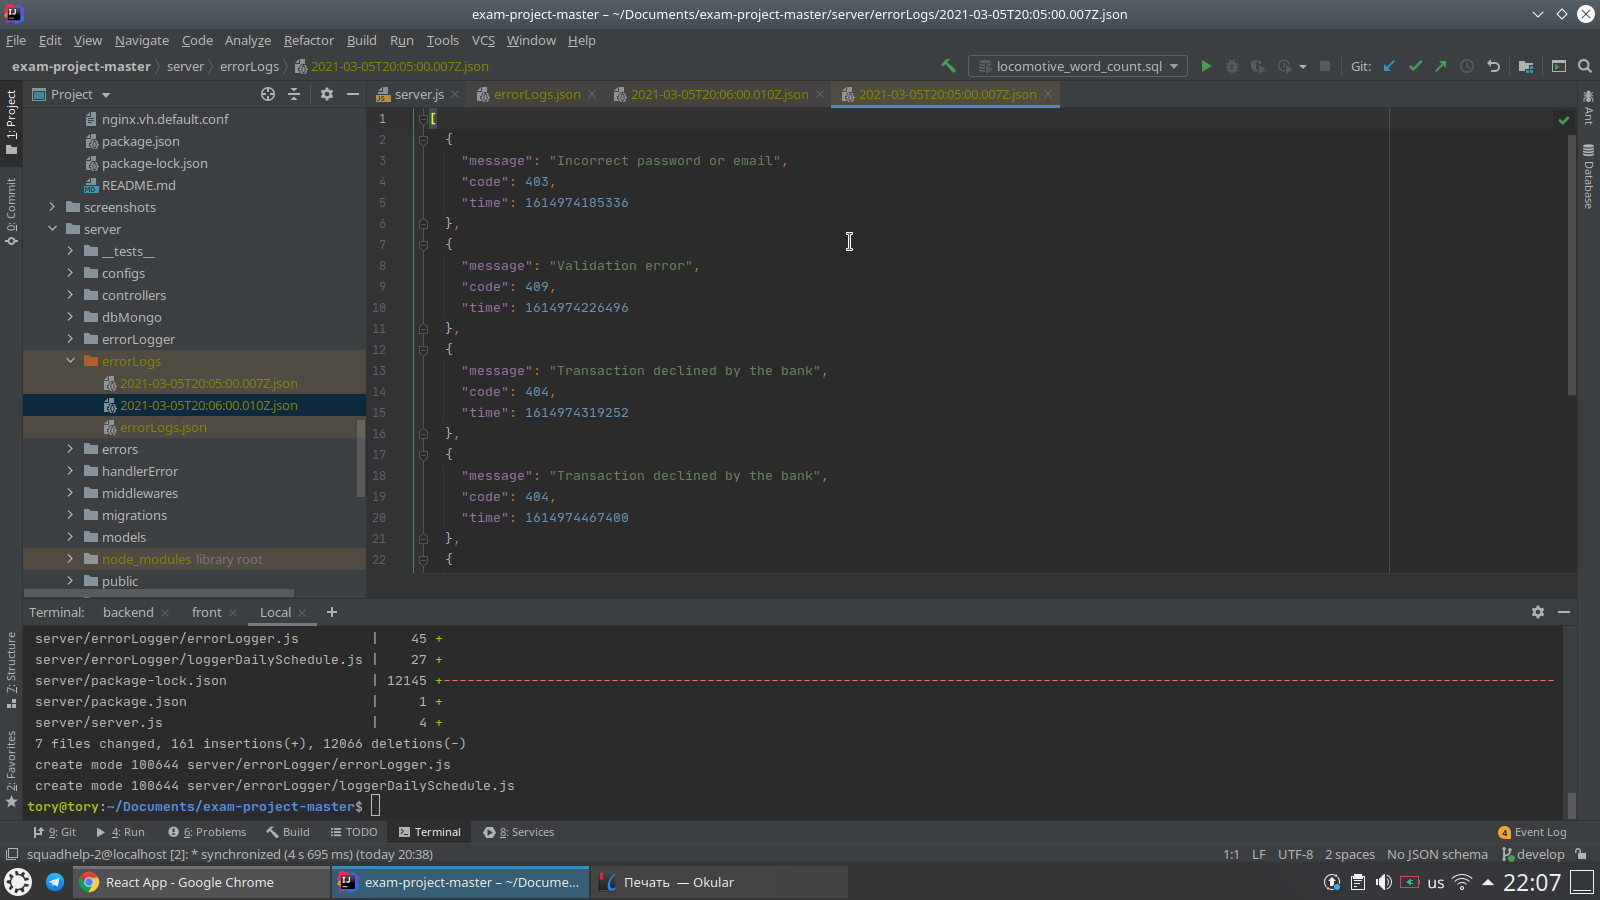 exam-project-master – ~/Documents/exam-project-master/server/errorLogs/2021-03-05T20:05:00.007Z.json
File Edit View Navigate Code Analyze Refactor Build Run Tools VCS Window Help
exam-project-master server errorLogs 2021-03-05T20:05:00.007Z.json locomotive_word_count.sql Git:
Project server.js errorLogs.json 2021-03-05T20:06:00.010Z.json 2021-03-05T20:05:00.007Z.json
1: Project
0: Commit
7: Structure
2: Favorites
Ant
Database
nginx.vh.default.conf
package.json
package-lock.json
README.md
screenshots
server
__tests__
configs
controllers
dbMongo
errorLogger
errorLogs
2021-03-05T20:05:00.007Z.json
2021-03-05T20:06:00.010Z.json
errorLogs.json
errors
handlerError
middlewares
migrations
models
node_modules library root
public
1 [
2 {
3 "message": "Incorrect password or email",
4 "code": 403,
5 "time": 1614974185336
6 },
7 {
8 "message": "Validation error",
9 "code": 409,
10 "time": 1614974226496
11 },
12 {
13 "message": "Transaction declined by the bank",
14 "code": 404,
15 "time": 1614974319252
16 },
17 {
18 "message": "Transaction declined by the bank",
19 "code": 404,
20 "time": 1614974467400
21 },
22 {
Terminal: backend front Local +
server/errorLogger/errorLogger.js | 45 +
server/errorLogger/loggerDailySchedule.js | 27 +
server/package-lock.json | 12145 +-------------------------------------------------------------------------------------------------------------------------------------------
server/package.json | 1 +
server/server.js | 4 +
7 files changed, 161 insertions(+), 12066 deletions(-)
create mode 100644 server/errorLogger/errorLogger.js
create mode 100644 server/errorLogger/loggerDailySchedule.js
tory@tory:~/Documents/exam-project-master$
9: Git 4: Run 6: Problems Build TODO Terminal 8: Services 4 Event Log
squadhelp-2@localhost [2]: * synchronized (4 s 695 ms) (today 20:38) 1:1 LF UTF-8 2 spaces No JSON schema develop
React App - Google Chrome exam-project-master – ~/Docume... Печать — Okular us 22:07